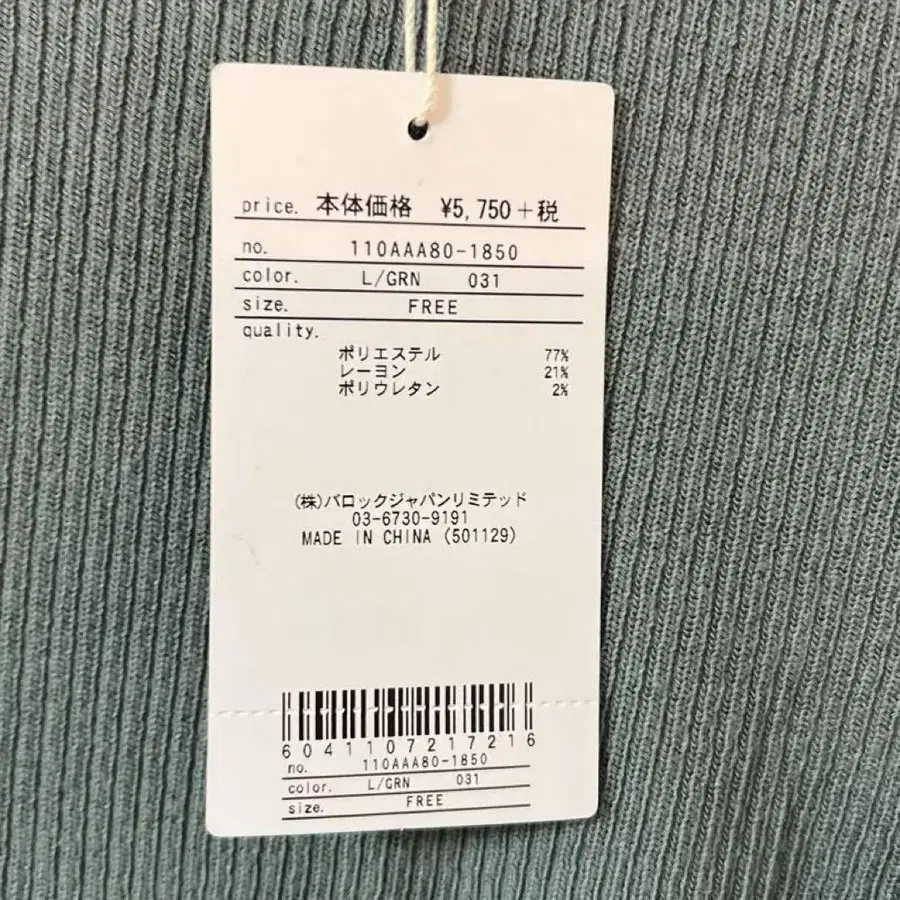 price. 本体価格 ¥5,750+税
no. 110AAA80-1850
color. L/GRN 031
size. FREE
quality.
ポリエステル 77%
レーヨン 21%
ポリウレタン 2%
(株)バロックジャパンリミテッド
03-6730-9191
MADE IN CHINA (501129)
6041107217216
no. 110AAA80-1850
color. L/GRN 031
size. FREE